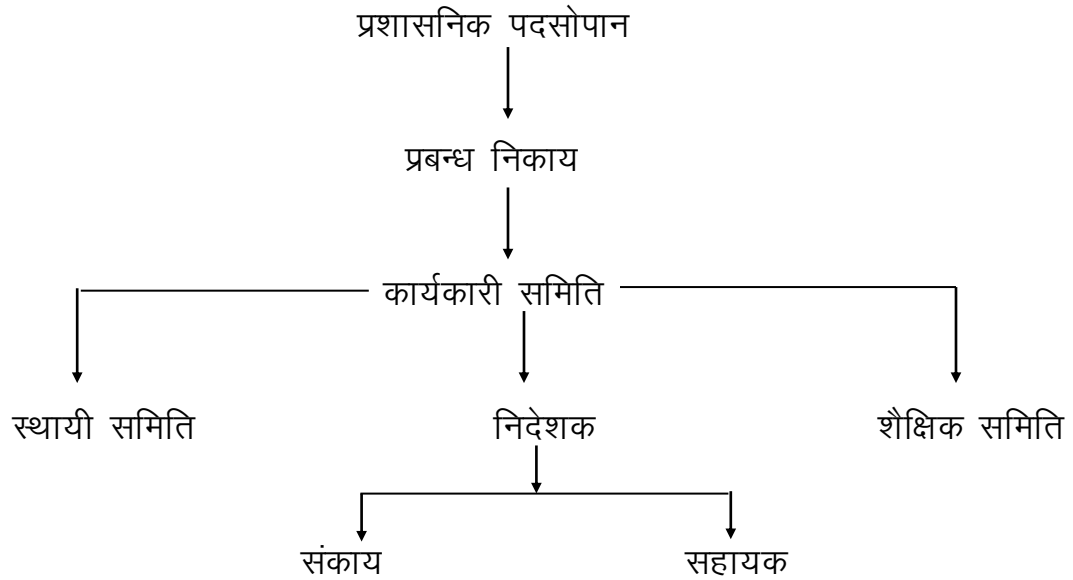 प्रशासनिक पदसोपान
प्रबन्ध निकाय
कार्यकारी समिति
स्थायी समिति निदेशक शैक्षिक समिति
संकाय सहायक